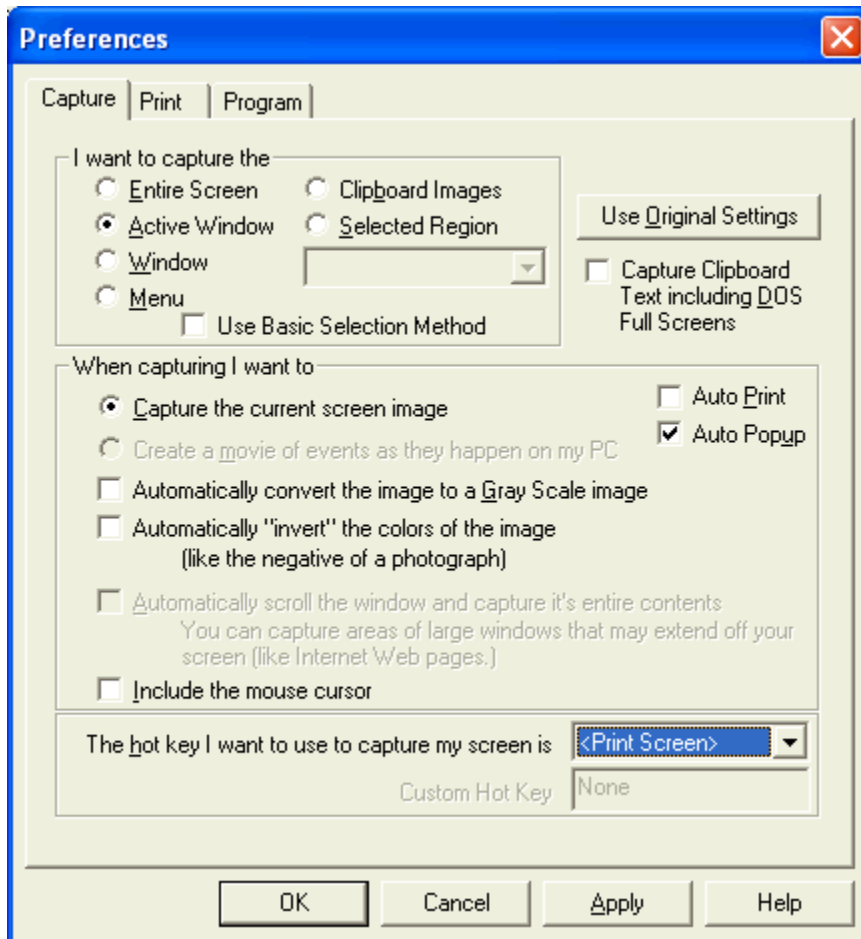 Preferences
Capture Print Program
I want to capture the
Entire Screen Clipboard Images
Active Window Selected Region
Use Original Settings
Window
Capture Clipboard
Text including DOS
Full Screens
Menu
Use Basic Selection Method
When capturing I want to
Capture the current screen image
Auto Print
Auto Popup
Create a movie of events as they happen on my PC
Automatically convert the image to a Gray Scale image
Automatically "invert" the colors of the image
(like the negative of a photograph)
Automatically scroll the window and capture it's entire contents
You can capture areas of large windows that may extend off your
screen (like Internet Web pages.)
Include the mouse cursor
The hot key I want to use to capture my screen is <Print Screen>
Custom Hot Key None
OK Cancel Apply Help